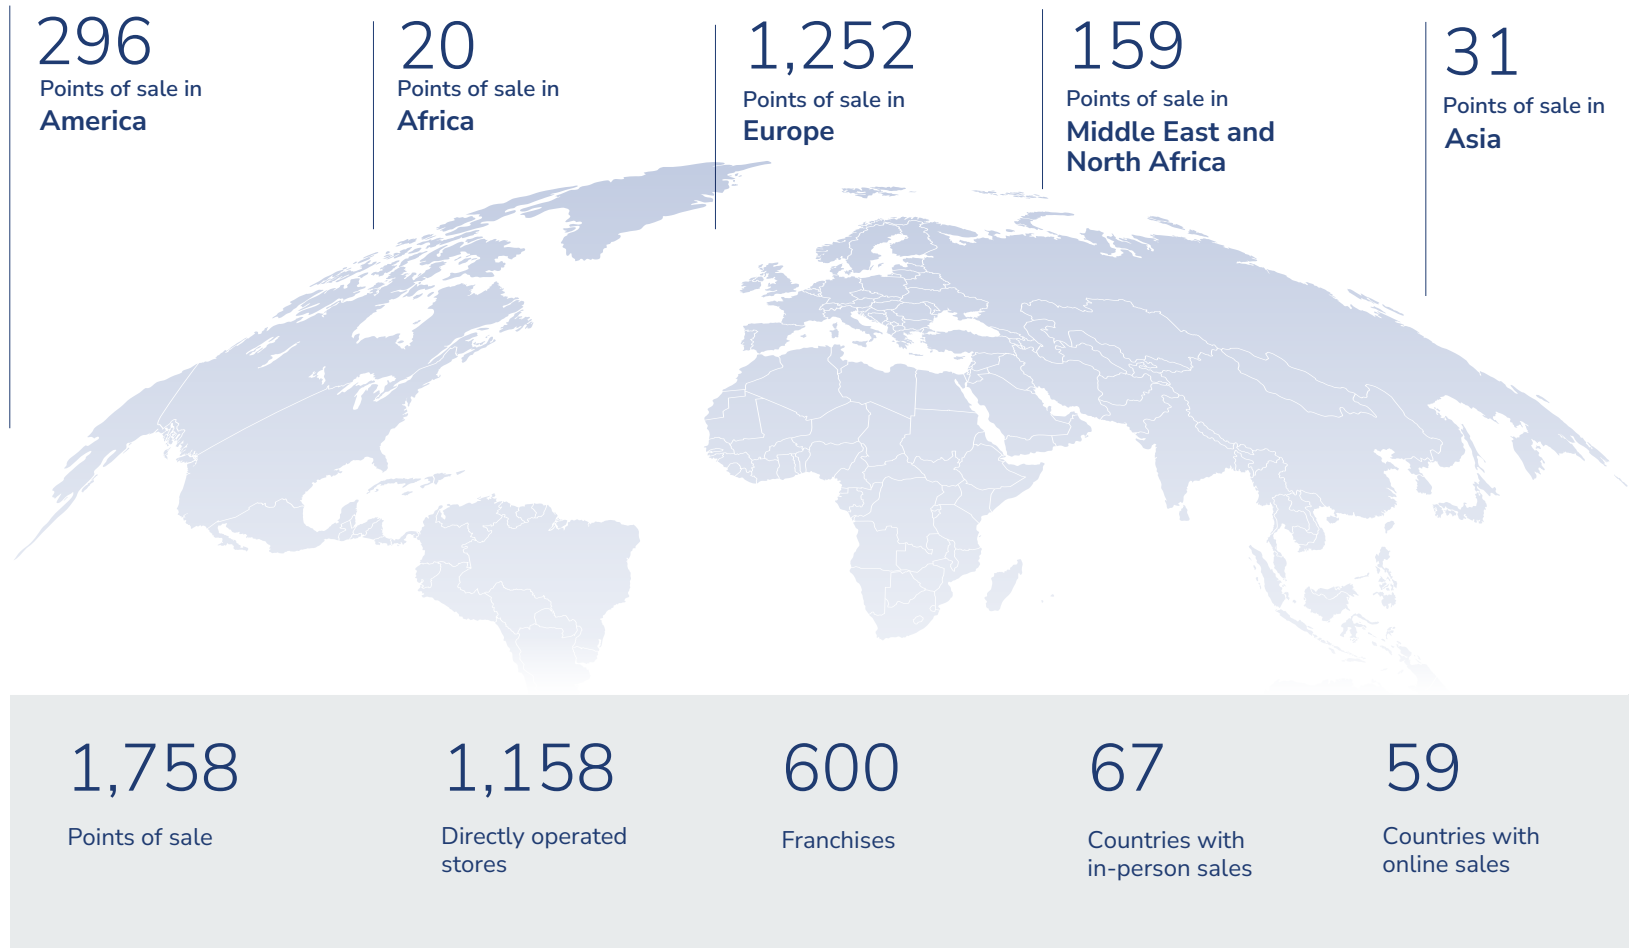 296
Points of sale in
America
20
Points of sale in
Africa
1,252
Points of sale in
Europe
159
Points of sale in
Middle East and
North Africa
31
Points of sale in
Asia
1,758
Points of sale
1,158
Directly operated
stores
600
Franchises
67
Countries with
in-person sales
59
Countries with
online sales